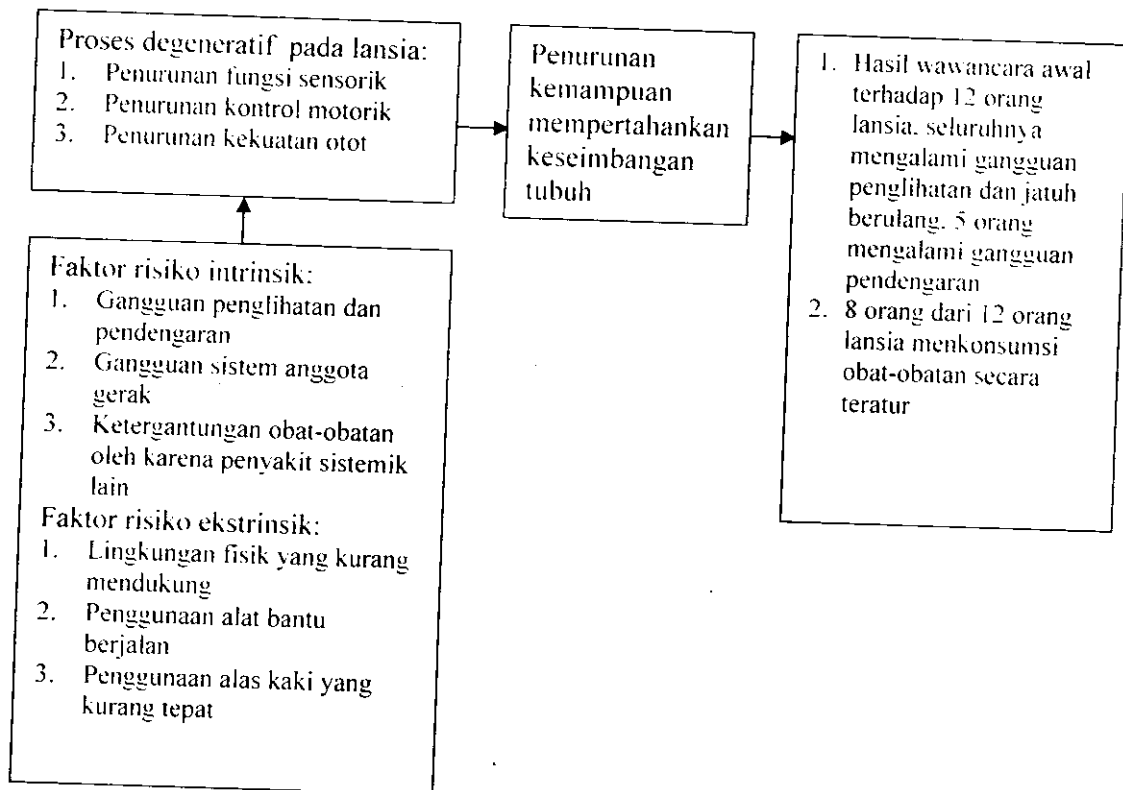 Proses degeneratif pada lansia:
1. Penurunan fungsi sensorik
2. Penurunan kontrol motorik
3. Penurunan kekuatan otot
Penurunan
kemampuan
mempertahankan
keseimbangan
tubuh
1. Hasil wawancara awal
terhadap 12 orang
lansia, seluruhnya
mengalami gangguan
penglihatan dan jatuh
berulang. 5 orang
mengalami gangguan
pendengaran
2. 8 orang dari 12 orang
lansia menkonsumsi
obat-obatan secara
teratur
Faktor risiko intrinsik:
1. Gangguan penglihatan dan
pendengaran
2. Gangguan sistem anggota
gerak
3. Ketergantungan obat-obatan
oleh karena penyakit sistemik
lain
Faktor risiko ekstrinsik:
1. Lingkungan fisik yang kurang
mendukung
2. Penggunaan alat bantu
berjalan
3. Penggunaan alas kaki yang
kurang tepat